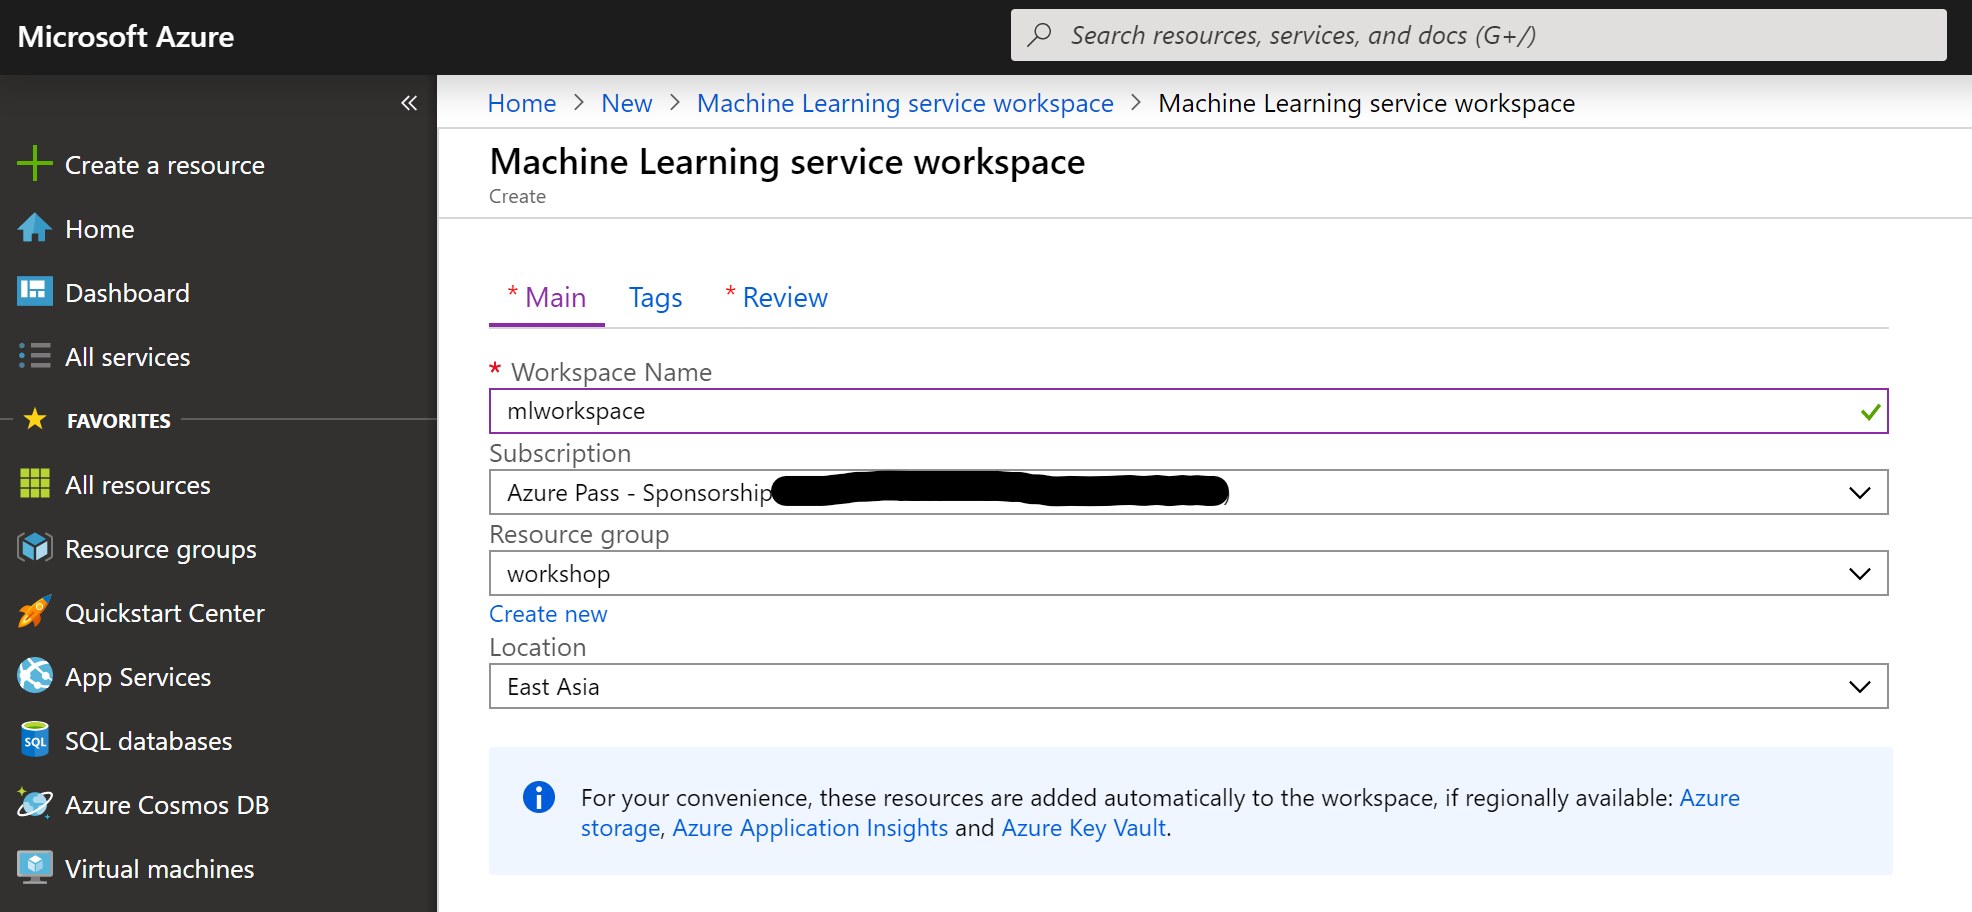 Microsoft Azure
Search resources, services, and docs (G+/)
«
Create a resource
Home
Dashboard
All services
FAVORITES
All resources
Resource groups
Quickstart Center
App Services
SQL
SQL databases
Azure Cosmos DB
Virtual machines
Home > New > Machine Learning service workspace > Machine Learning service workspace
Machine Learning service workspace
Create
* Main Tags * Review
* Workspace Name
mlworkspace
Subscription
Azure Pass - Sponsorship
Resource group
workshop
Create new
Location
East Asia
For your convenience, these resources are added automatically to the workspace, if regionally available: Azure
storage, Azure Application Insights and Azure Key Vault.